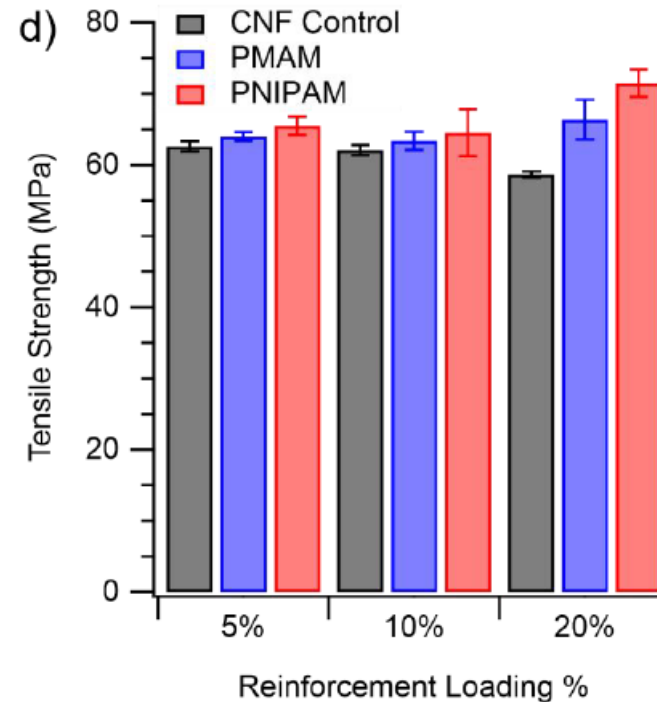 d)
CNF Control
PMAM
PNIPAM
Tensile Strength (MPa)
80
60
40
20
0
5% 10% 20%
Reinforcement Loading %